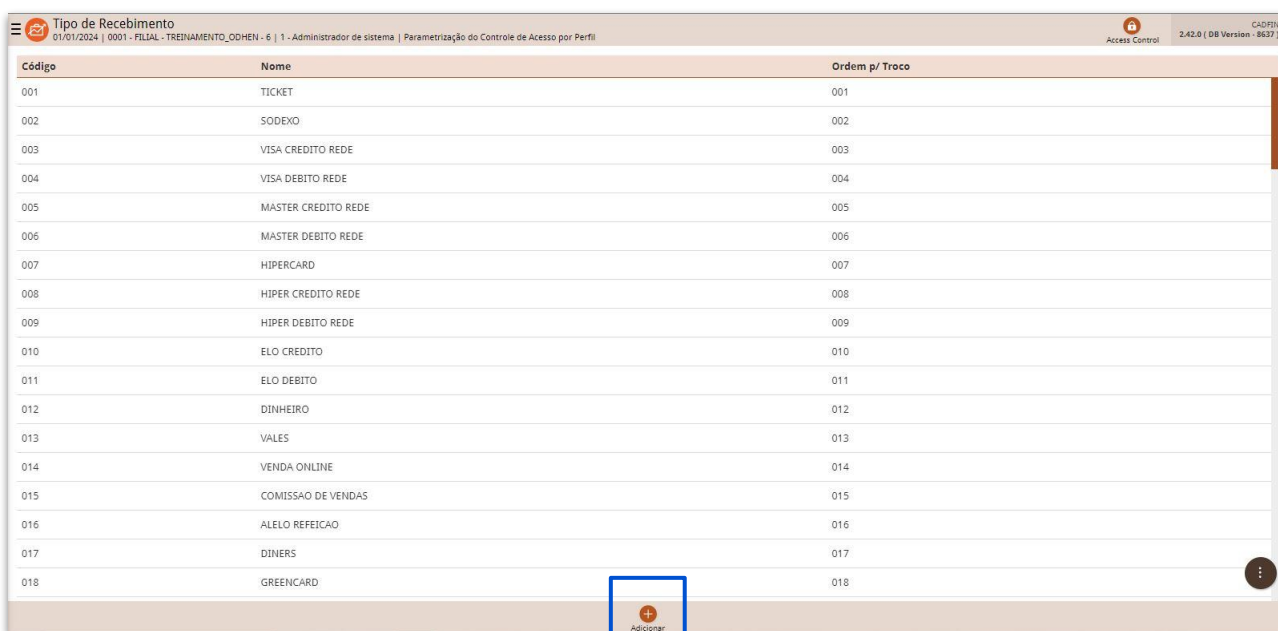 Tipo de Recebimento
01/01/2024 | 0001 - FILIAL - TREINAMENTO_ODHEN - 6 | 1 - Administrador de sistema | Parametrização do Controle de Acesso por Perfil
Access Control
CADFIN
2.42.0 ( DB Version - 8637 )
Código Nome Ordem p/ Troco
001 TICKET 001
002 SODEXO 002
003 VISA CREDITO REDE 003
004 VISA DEBITO REDE 004
005 MASTER CREDITO REDE 005
006 MASTER DEBITO REDE 006
007 HIPERCARD 007
008 HIPER CREDITO REDE 008
009 HIPER DEBITO REDE 009
010 ELO CREDITO 010
011 ELO DEBITO 011
012 DINHEIRO 012
013 VALES 013
014 VENDA ONLINE 014
015 COMISSAO DE VENDAS 015
016 ALELO REFEICAO 016
017 DINERS 017
018 GREENCARD 018
Adicionar